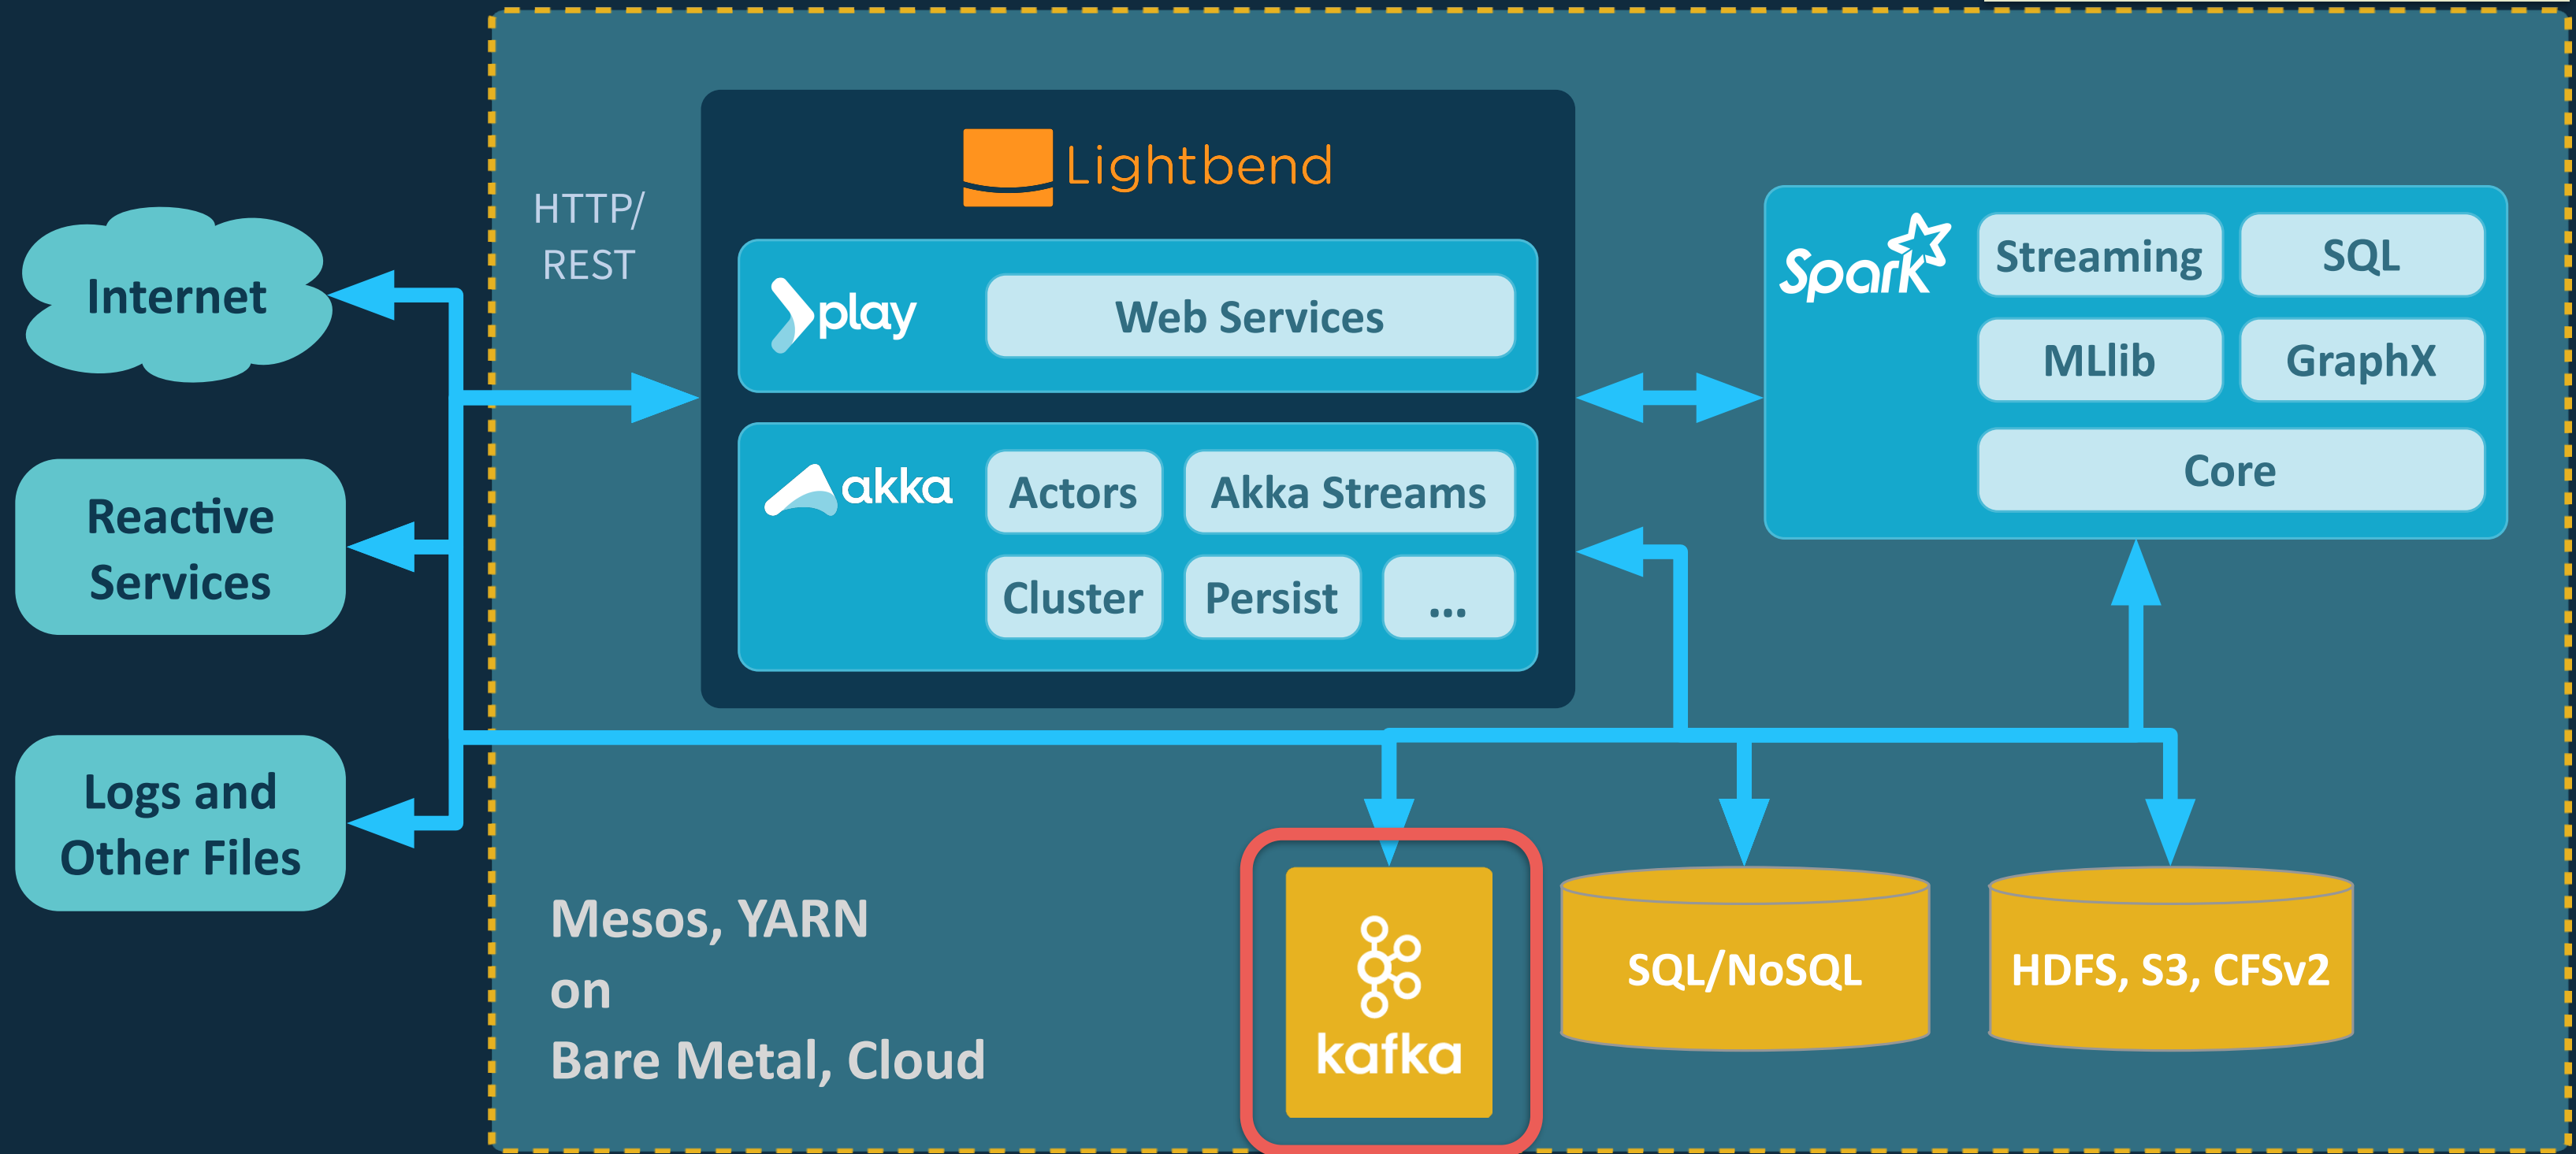 Lightbend
HTTP/
REST
Internet
play
Web Services
Spark
Streaming
SQL
MLlib
GraphX
Core
akka
Actors
Akka Streams
Cluster
Persist
...
Reactive
Services
Logs and
Other Files
Mesos, YARN
on
Bare Metal, Cloud
kafka
SQL/NoSQL
HDFS, S3, CFSv2